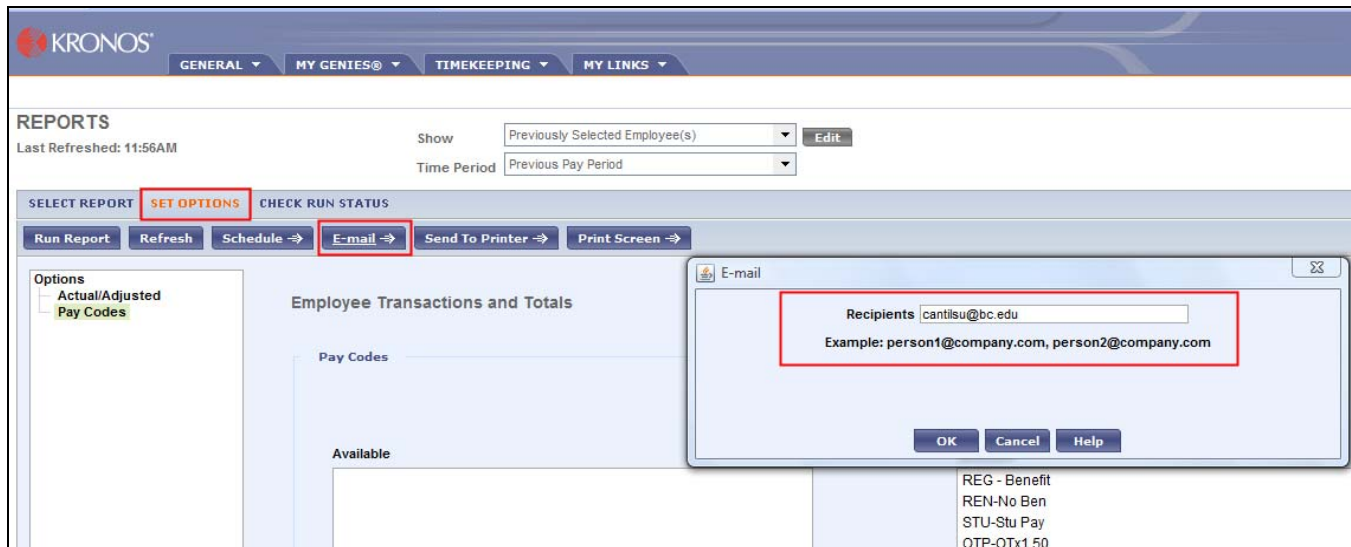 KRONOS®
GENERAL MY GENIES® TIMEKEEPING MY LINKS
REPORTS
Last Refreshed: 11:56AM
Show Previously Selected Employee(s) Edit
Time Period Previous Pay Period
SELECT REPORT SET OPTIONS CHECK RUN STATUS
Run Report Refresh Schedule E-mail Send To Printer Print Screen
Options
Actual/Adjusted
Pay Codes
Employee Transactions and Totals
Pay Codes
Available
E-mail
Recipients cantilsu@bc.edu
Example: person1@company.com, person2@company.com
OK Cancel Help
REG - Benefit
REN-No Ben
STU-Stu Pay
OTP-OTx1.50